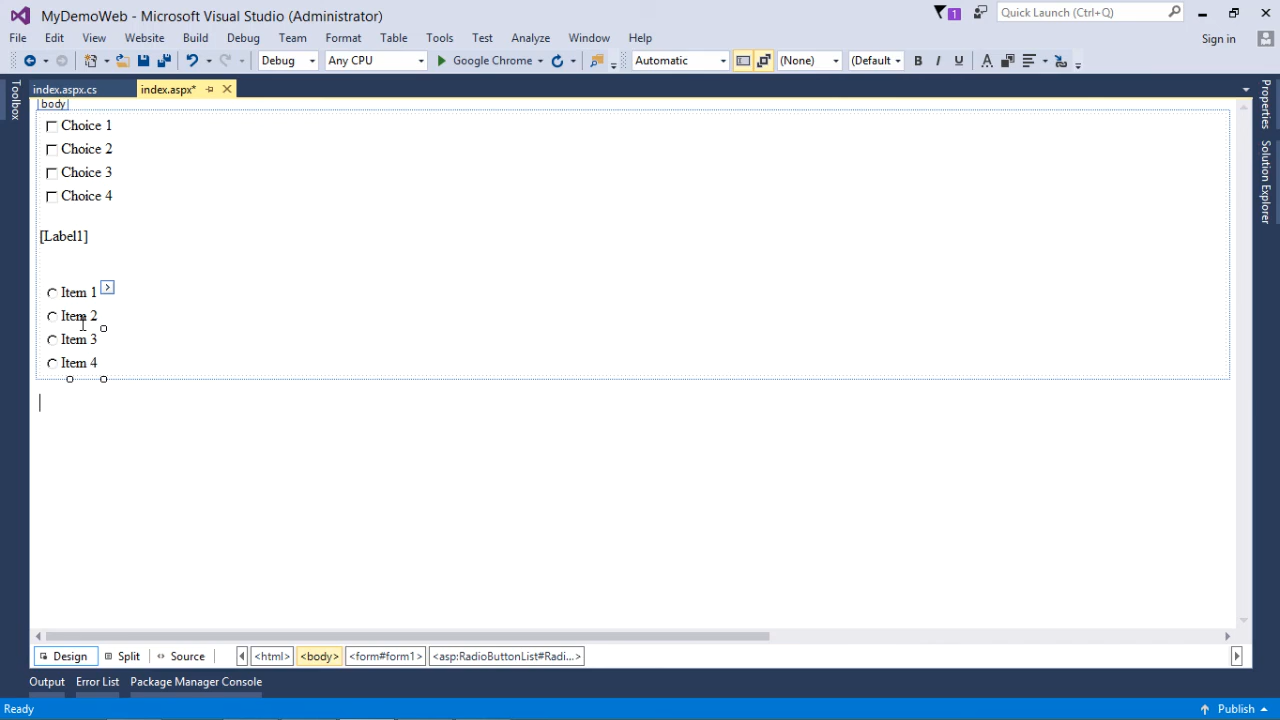 MyDemoWeb - Microsoft Visual Studio (Administrator)
1
Quick Launch (Ctrl+Q)
File Edit View Website Build Debug Team Format Table Tools Test Analyze Window Help
Sign in
Debug Any CPU Google Chrome Automatic (None) (Default B I U A
index.aspx.cs index.aspx*
Toolbox
Properties
Solution Explorer
body
Choice 1
Choice 2
Choice 3
Choice 4
[Label1]
Item 1
Item 2
Item 3
Item 4
Design Split Source <html> <body> <form#form1> <asp:RadioButtonList#Radi...>
Output Error List Package Manager Console
Ready
Publish